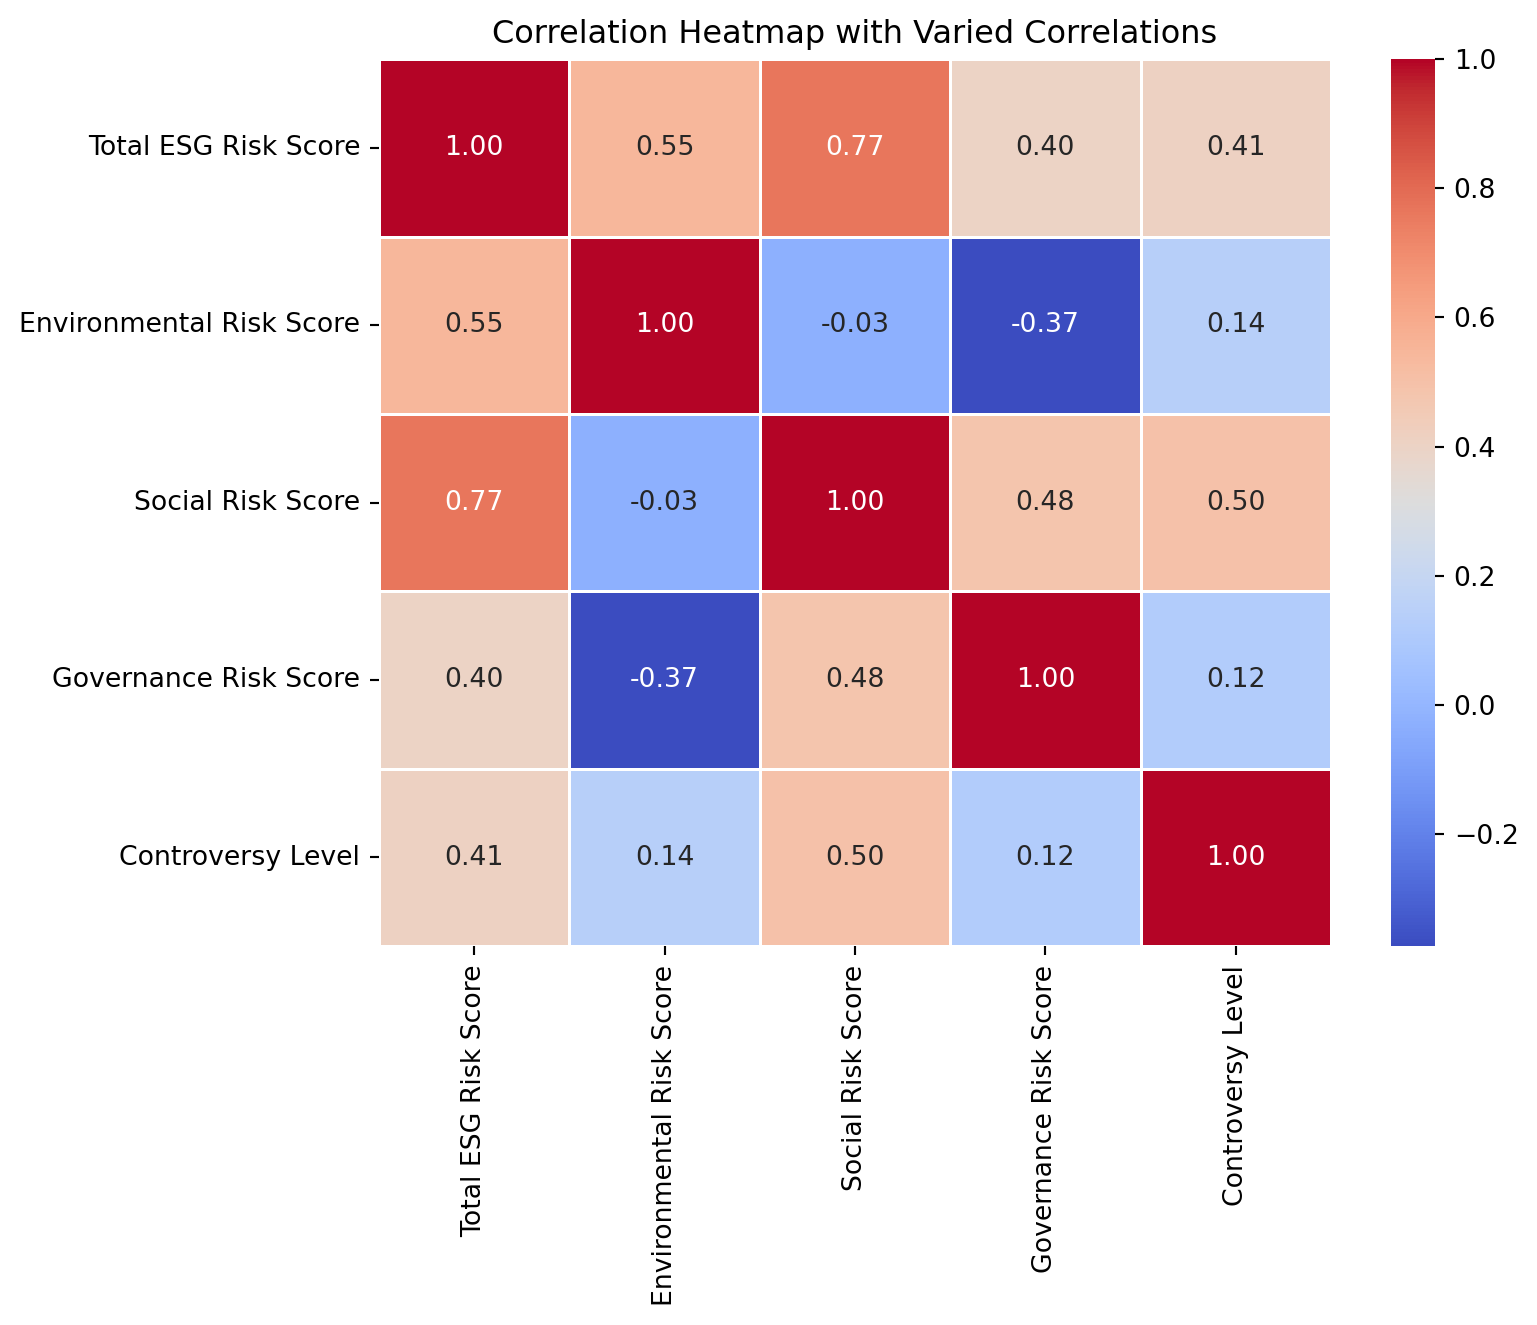 Correlation Heatmap with Varied Correlations
Total ESG Risk Score 1.00 0.55 0.77 0.40 0.41
Environmental Risk Score 0.55 1.00 -0.03 -0.37 0.14
Social Risk Score 0.77 -0.03 1.00 0.48 0.50
Governance Risk Score 0.40 -0.37 0.48 1.00 0.12
Controversy Level 0.41 0.14 0.50 0.12 1.00
Total ESG Risk Score
Environmental Risk Score
Social Risk Score
Governance Risk Score
Controversy Level
1.0
0.8
0.6
0.4
0.2
0.0
−0.2